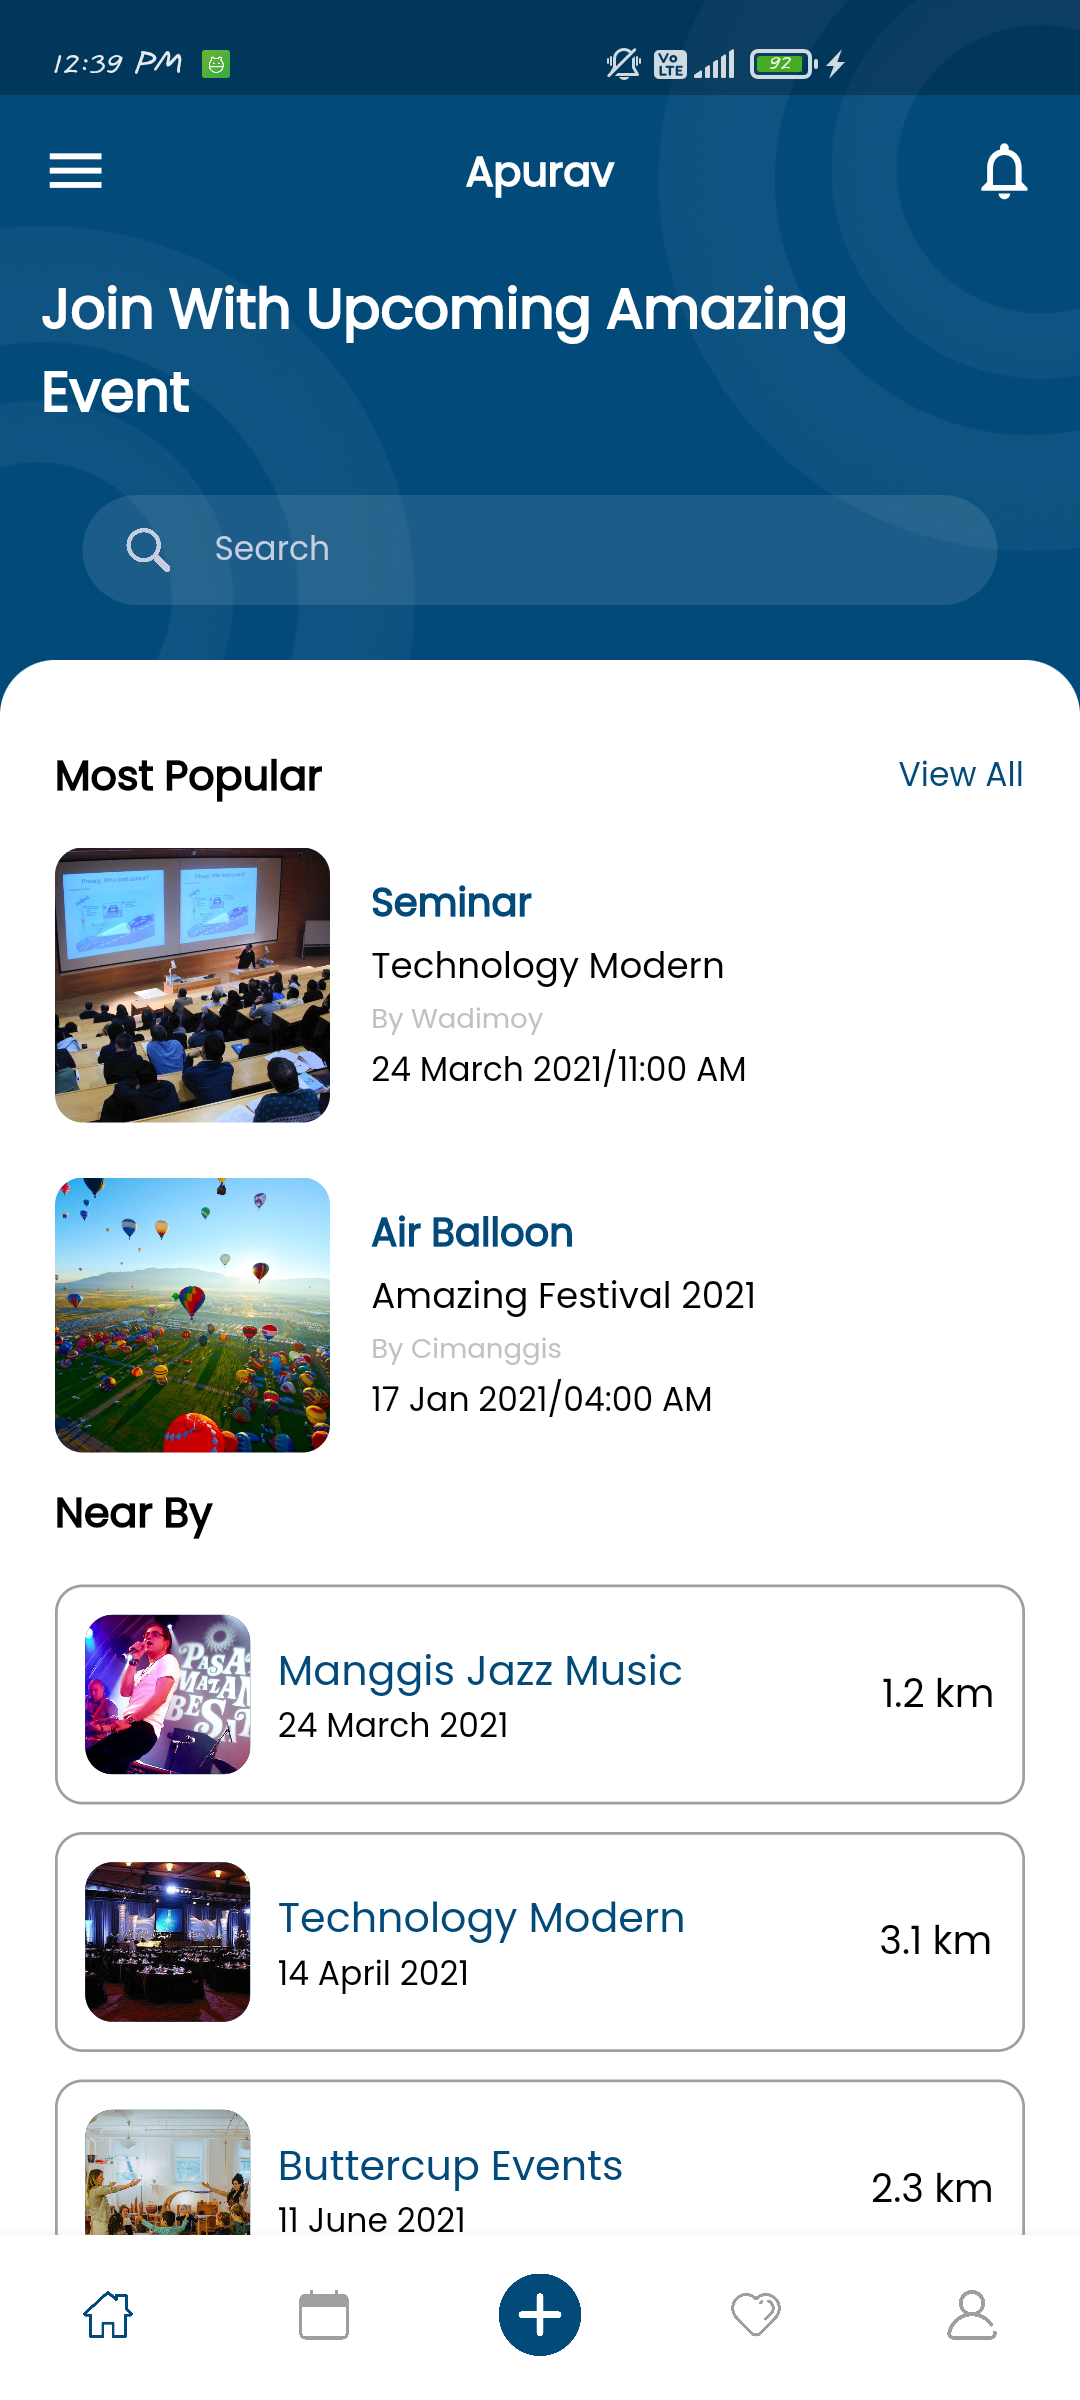 12:39 PM
Vo LTE
92
Apurav
Join With Upcoming Amazing
Event
Search
Most Popular
View All
Seminar
Technology Modern
By Wadimoy
24 March 2021/11:00 AM
Air Balloon
Amazing Festival 2021
By Cimanggis
17 Jan 2021/04:00 AM
Near By
Manggis Jazz Music
24 March 2021
1.2 km
Technology Modern
14 April 2021
3.1 km
Buttercup Events
11 June 2021
2.3 km